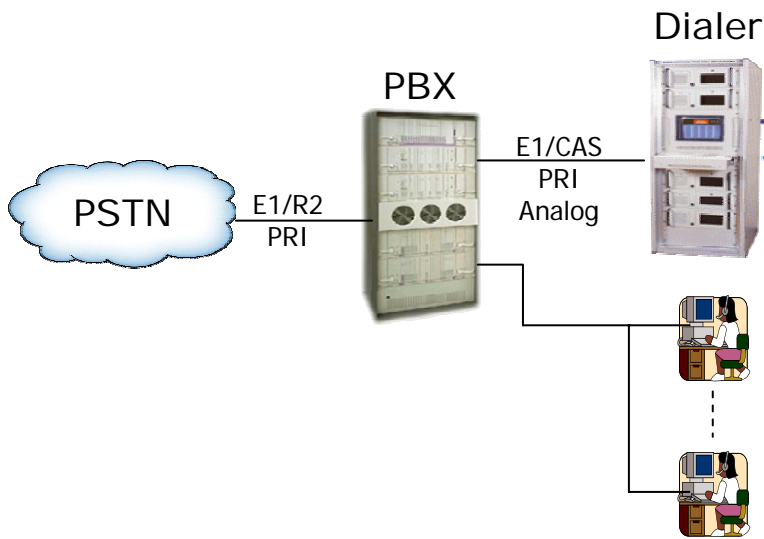 Dialer
PBX
E1/CAS
PRI
Analog
PSTN
E1/R2
PRI